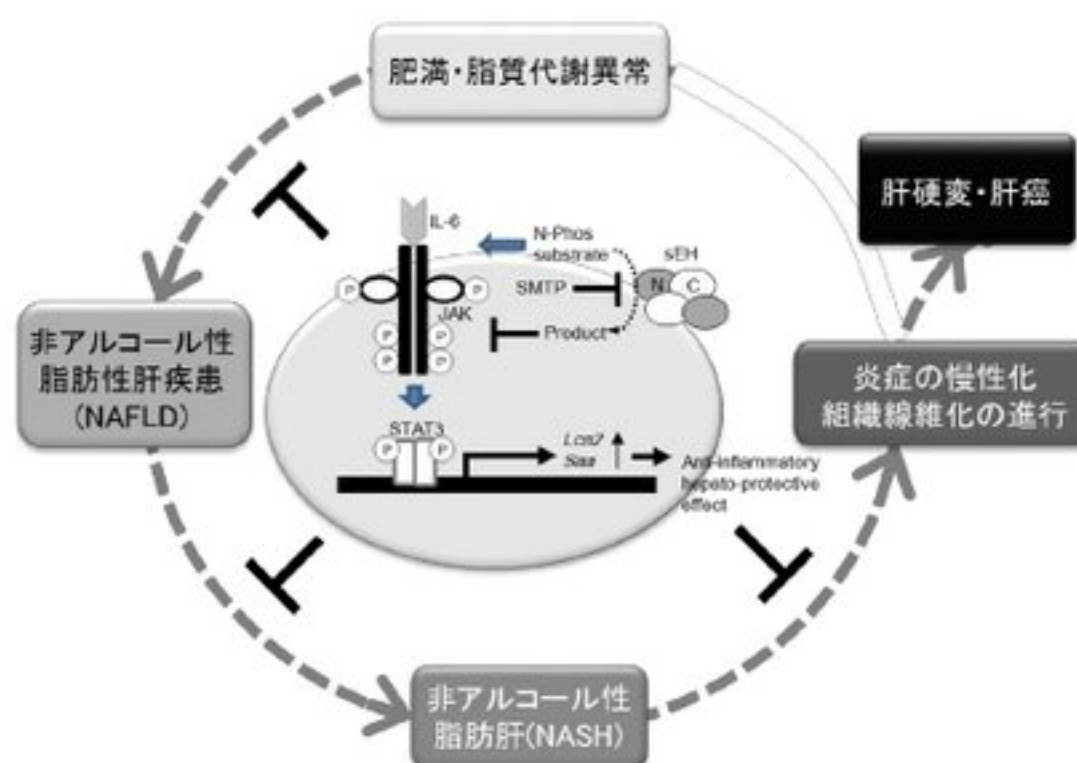 肥満・脂質代謝異常
肝硬変・肝癌
IL-6
N-Phos
substrate
sEH
P
P
N
C
SMTP
JAK
P
P
Product
P
P
非アルコール性
脂肪性肝疾患
(NAFLD)
炎症の慢性化
組織線維化の進行
STAT3
P
P
Lcn2
Saa
Anti-inflammatory
hepato-protective
effect
非アルコール性
脂肪肝(NASH)